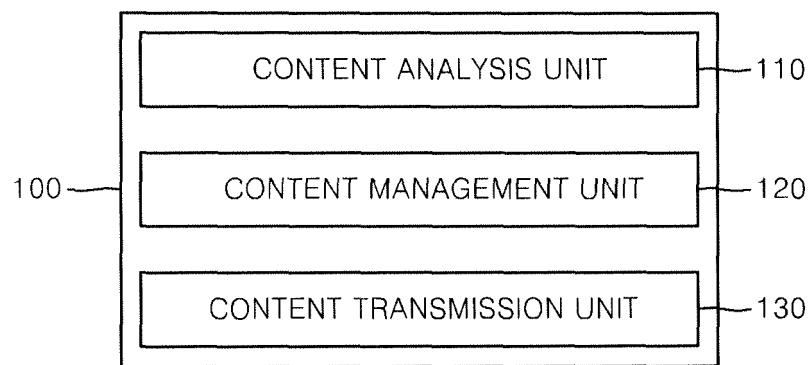 CONTENT ANALYSIS UNIT 110
100 CONTENT MANAGEMENT UNIT 120
CONTENT TRANSMISSION UNIT 130